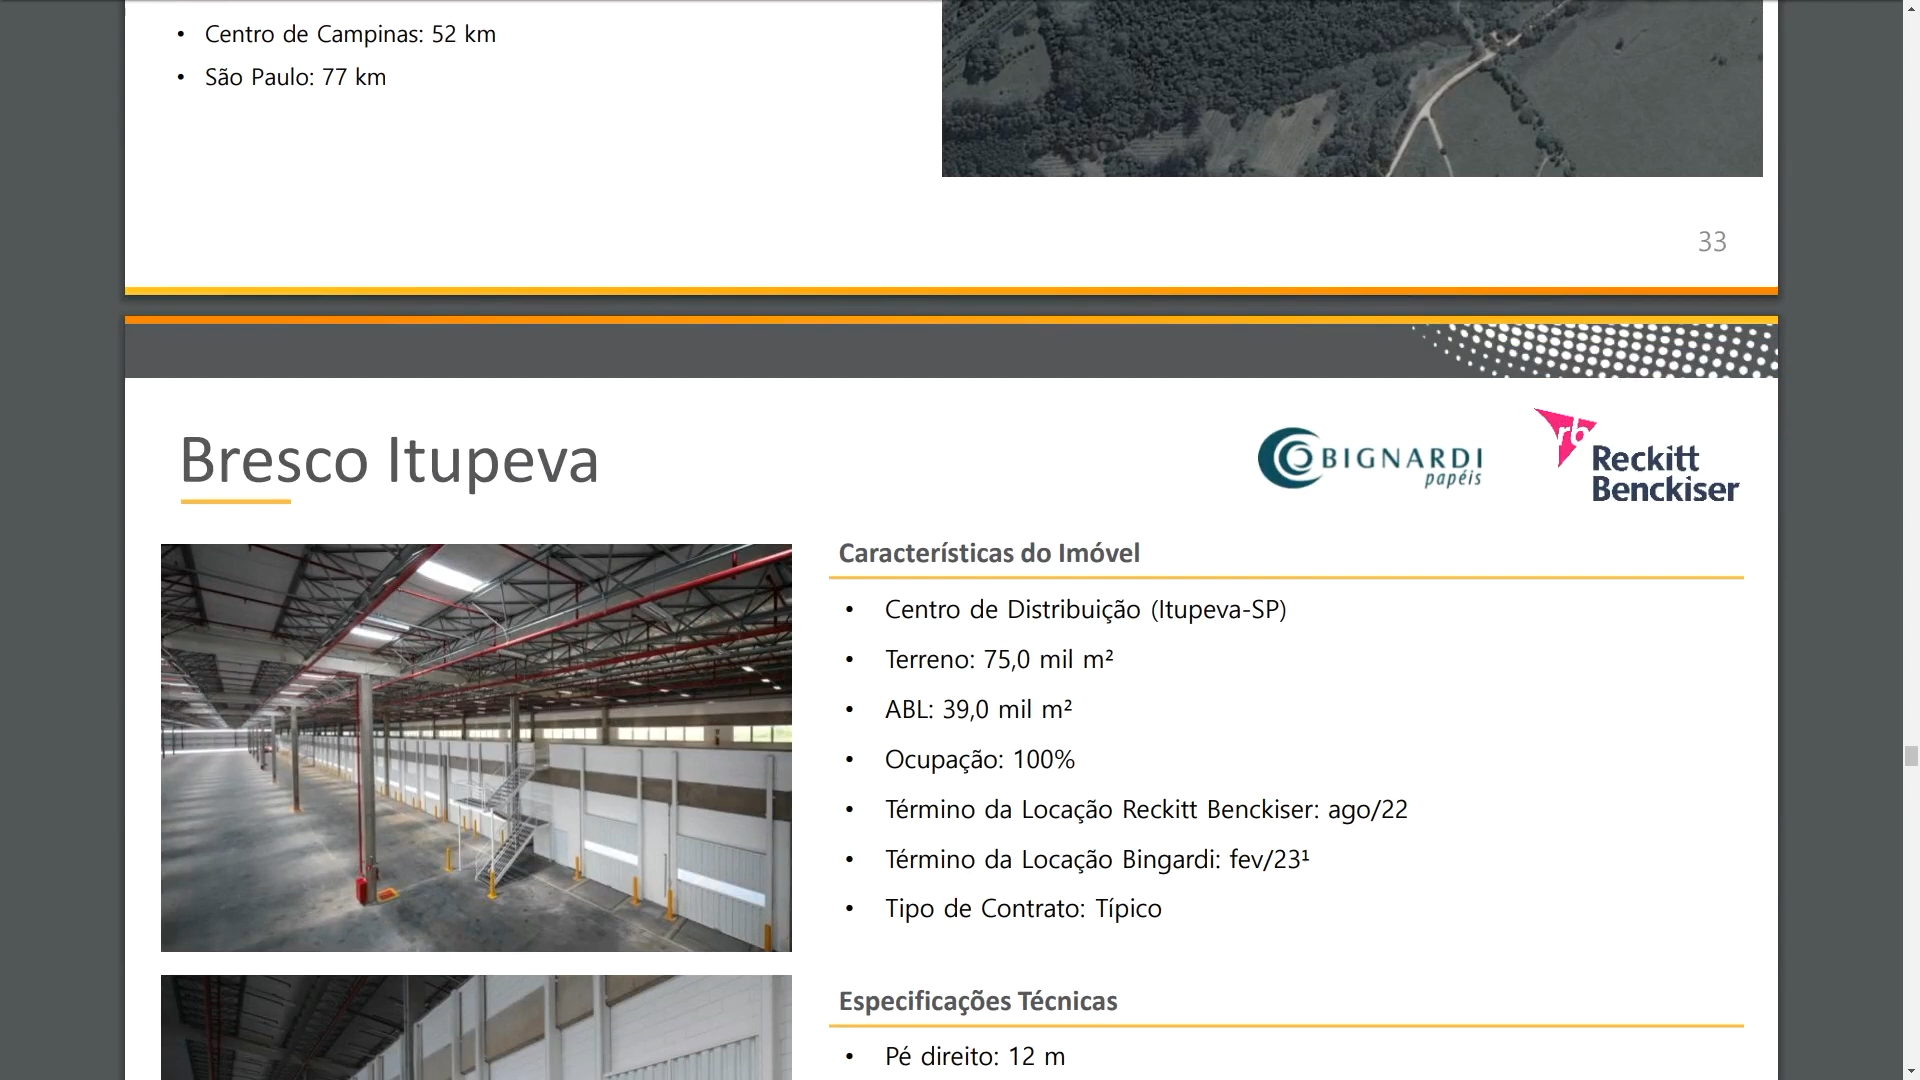 • Centro de Campinas: 52 km
• São Paulo: 77 km
33
Bresco Itupeva
BIGNARDI
papéis
rb
Reckitt
Benckiser
Características do Imóvel
• Centro de Distribuição (Itupeva-SP)
• Terreno: 75,0 mil m²
• ABL: 39,0 mil m²
• Ocupação: 100%
• Término da Locação Reckitt Benckiser: ago/22
• Término da Locação Bingardi: fev/23¹
• Tipo de Contrato: Típico
Especificações Técnicas
• Pé direito: 12 m